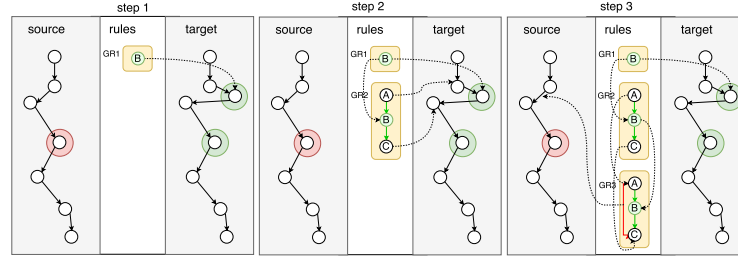 step 1
source rules target
GR1 B
step 2
source rules target
GR1 B
GR2 A
B
C
step 3
source rules target
GR1 B
GR2 A
B
C
GR3 A
B
C